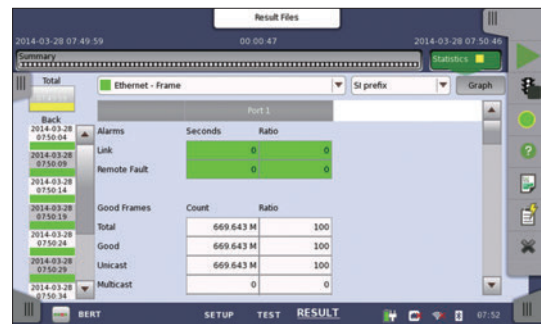 Result Files
2014-03-28 07:49:59 00:00:47 2014-03-28 07:50:46
Summary Statistics
Total
Ethernet - Frame SI prefix Graph
Port 1
Back
2014-03-28 07:50:04
2014-03-28 07:50:09
2014-03-28 07:50:14
2014-03-28 07:50:19
2014-03-28 07:50:24
2014-03-28 07:50:29
2014-03-28 07:50:34
Alarms Seconds Ratio
Link 0 0
Remote Fault 0 0
Good Frames Count Ratio
Total 669.643 M 100
Good 669.643 M 100
Unicast 669.643 M 100
Multicast 0 0
BERT SETUP TEST RESULT 07:52